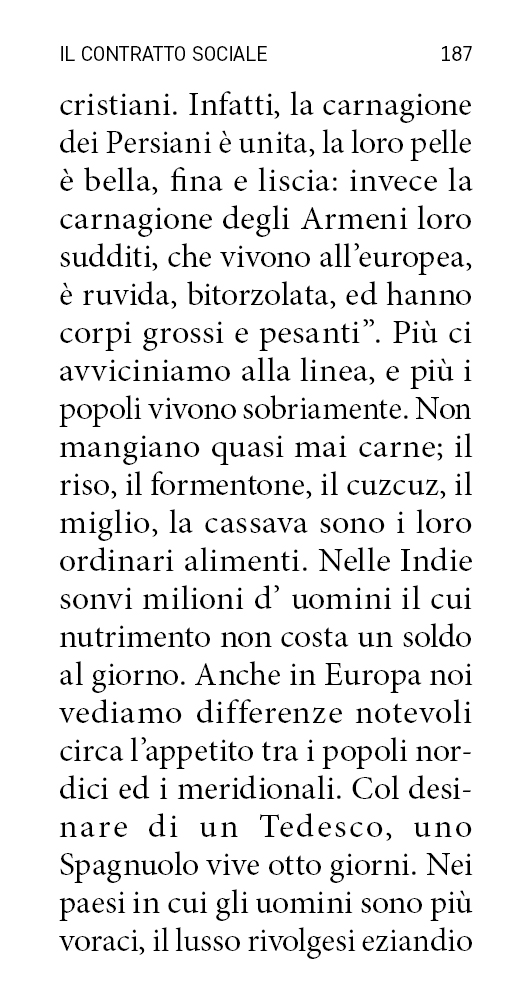 IL CONTRATTO SOCIALE 187
cristiani. Infatti, la carnagione
dei Persiani è unita, la loro pelle
è bella, fina e liscia: invece la
carnagione degli Armeni loro
sudditi, che vivono all’europea,
è ruvida, bitorzolata, ed hanno
corpi grossi e pesanti”. Più ci
avviciniamo alla linea, e più i
popoli vivono sobriamente. Non
mangiano quasi mai carne; il
riso, il formentone, il cuzcuz, il
miglio, la cassava sono i loro
ordinari alimenti. Nelle Indie
sonvi milioni d’ uomini il cui
nutrimento non costa un soldo
al giorno. Anche in Europa noi
vediamo differenze notevoli
circa l’appetito tra i popoli nor-
dici ed i meridionali. Col desi-
nare di un Tedesco, uno
Spagnuolo vive otto giorni. Nei
paesi in cui gli uomini sono più
voraci, il lusso rivolgesi eziandio